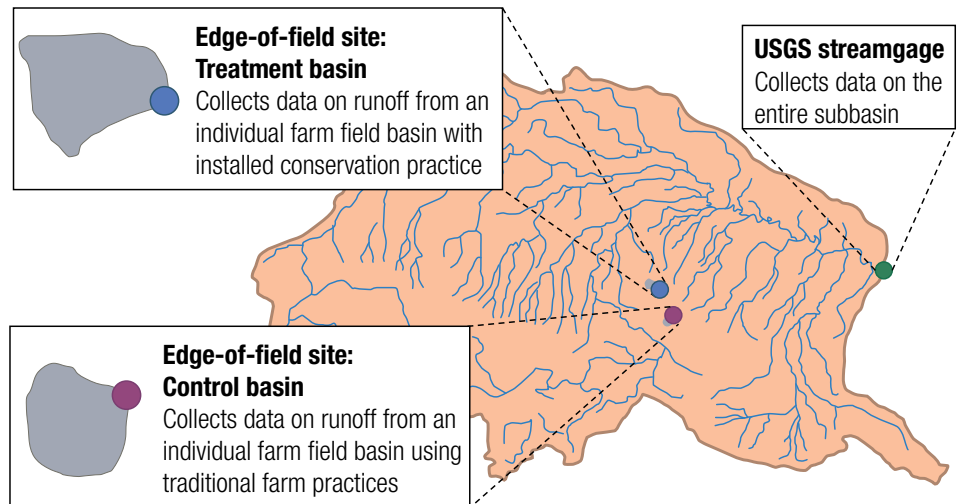 Edge-of-field site:
Treatment basin
Collects data on runoff from an
individual farm field basin with
installed conservation practice
USGS streamgage
Collects data on the
entire subbasin
Edge-of-field site:
Control basin
Collects data on runoff from an
individual farm field basin using
traditional farm practices